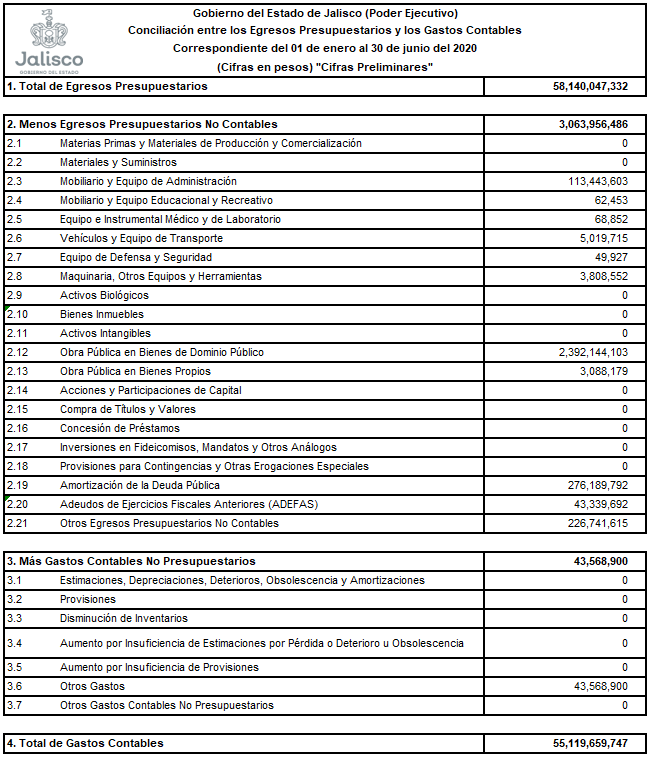 Gobierno del Estado de Jalisco (Poder Ejecutivo)
Conciliación entre los Egresos Presupuestarios y los Gastos Contables
Correspondiente del 01 de enero al 30 de junio del 2020
(Cifras en pesos) "Cifras Preliminares"
Jalisco
GOBIERNO DEL ESTADO
1. Total de Egresos Presupuestarios 58,140,047,332
2. Menos Egresos Presupuestarios No Contables 3,063,956,486
2.1 Materias Primas y Materiales de Producción y Comercialización 0
2.2 Materiales y Suministros 0
2.3 Mobiliario y Equipo de Administración 113,443,603
2.4 Mobiliario y Equipo Educacional y Recreativo 62,453
2.5 Equipo e Instrumental Médico y de Laboratorio 68,852
2.6 Vehículos y Equipo de Transporte 5,019,715
2.7 Equipo de Defensa y Seguridad 49,927
2.8 Maquinaria, Otros Equipos y Herramientas 3,808,552
2.9 Activos Biológicos 0
2.10 Bienes Inmuebles 0
2.11 Activos Intangibles 0
2.12 Obra Pública en Bienes de Dominio Público 2,392,144,103
2.13 Obra Pública en Bienes Propios 3,088,179
2.14 Acciones y Participaciones de Capital 0
2.15 Compra de Títulos y Valores 0
2.16 Concesión de Préstamos 0
2.17 Inversiones en Fideicomisos, Mandatos y Otros Análogos 0
2.18 Provisiones para Contingencias y Otras Erogaciones Especiales 0
2.19 Amortización de la Deuda Pública 276,189,792
2.20 Adeudos de Ejercicios Fiscales Anteriores (ADEFAS) 43,339,692
2.21 Otros Egresos Presupuestarios No Contables 226,741,615
3. Más Gastos Contables No Presupuestarios 43,568,900
3.1 Estimaciones, Depreciaciones, Deterioros, Obsolescencia y Amortizaciones 0
3.2 Provisiones 0
3.3 Disminución de Inventarios 0
3.4 Aumento por Insuficiencia de Estimaciones por Pérdida o Deterioro u Obsolescencia 0
3.5 Aumento por Insuficiencia de Provisiones 0
3.6 Otros Gastos 43,568,900
3.7 Otros Gastos Contables No Presupuestarios 0
4. Total de Gastos Contables 55,119,659,747